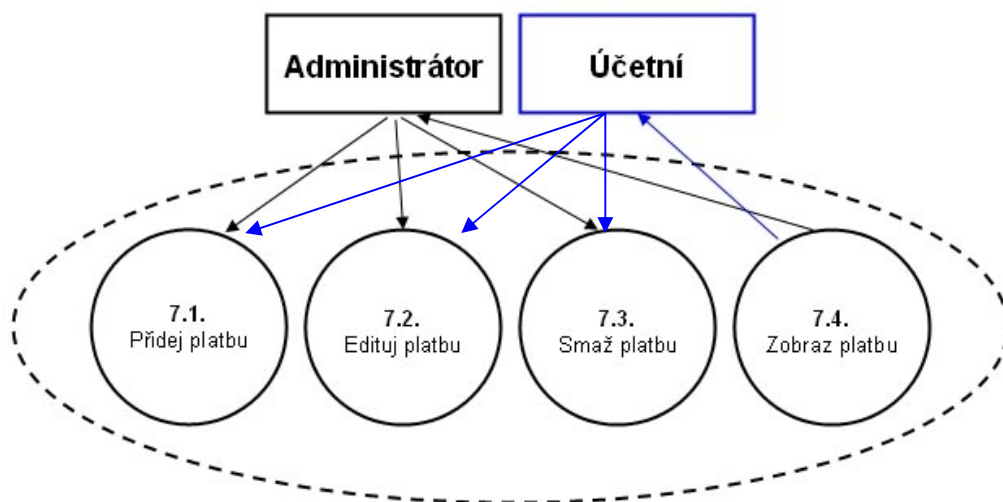 Administrátor
Účetní
7.1.
Přidej platbu
7.2.
Edituj platbu
7.3.
Smaž platbu
7.4.
Zobraz platbu